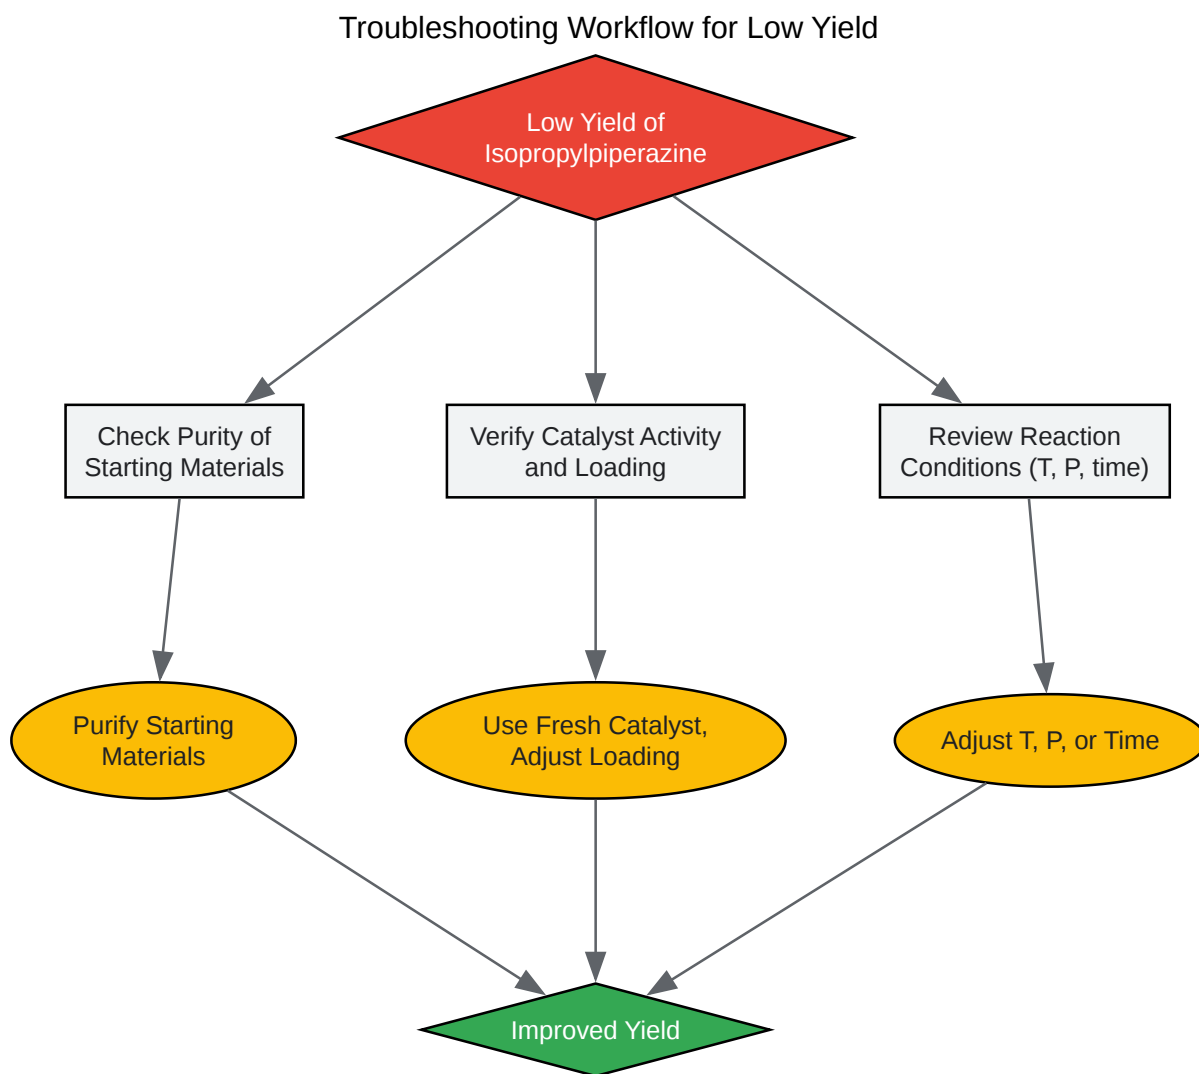 Troubleshooting Workflow for Low Yield
Low Yield of
Isopropylpiperazine
Check Purity of
Starting Materials
Verify Catalyst Activity
and Loading
Review Reaction
Conditions (T, P, time)
Purify Starting
Materials
Use Fresh Catalyst,
Adjust Loading
Adjust T, P, or Time
Improved Yield